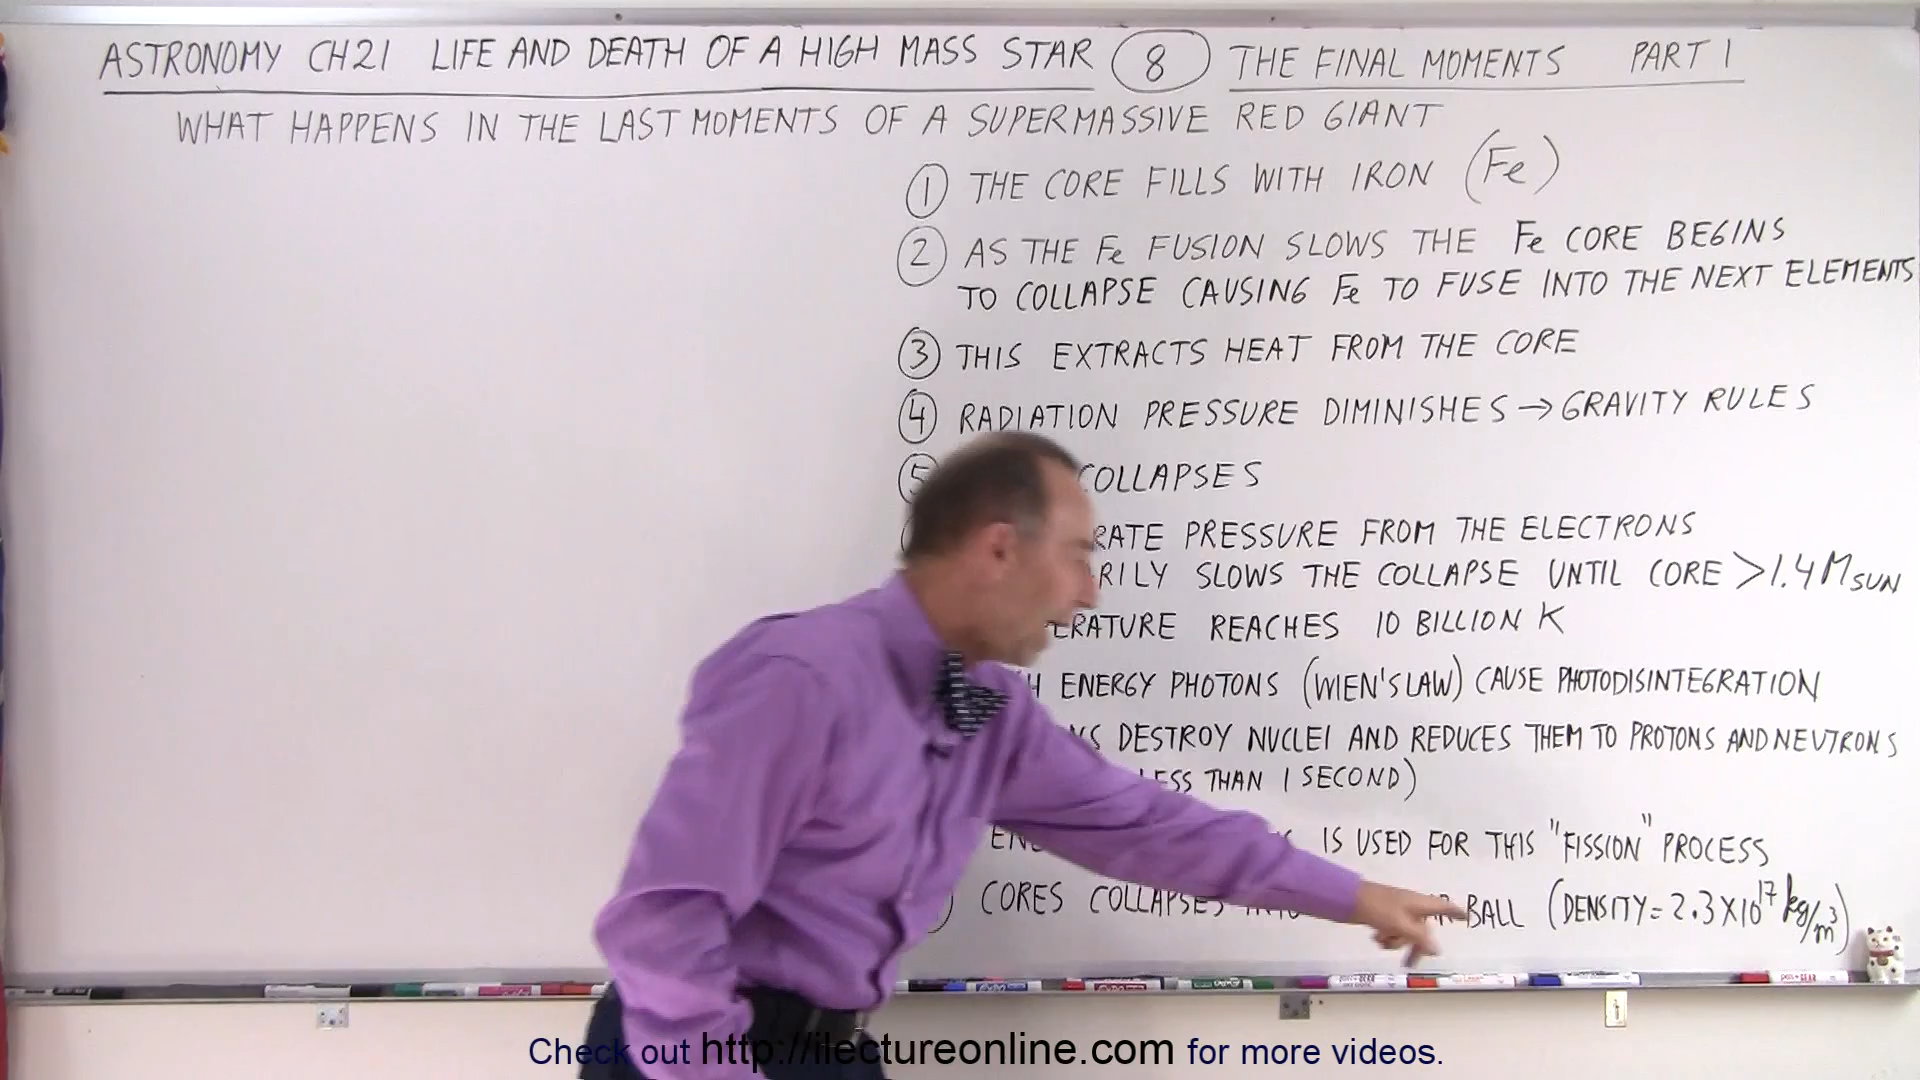 ASTRONOMY CH21 LIFE AND DEATH OF A HIGH MASS STAR 8 THE FINAL MOMENTS PART 1
WHAT HAPPENS IN THE LAST MOMENTS OF A SUPERMASSIVE RED GIANT
1 THE CORE FILLS WITH IRON (Fe)
2 AS THE Fe FUSION SLOWS THE Fe CORE BEGINS
TO COLLAPSE CAUSING Fe TO FUSE INTO THE NEXT ELEMENTS
3 THIS EXTRACTS HEAT FROM THE CORE
4 RADIATION PRESSURE DIMINISHES → GRAVITY RULES
5 COLLAPSES
PRESSURE FROM THE ELECTRONS
SLOWS THE COLLAPSE UNTIL CORE > 1.4 MSUN
REACHES 10 BILLION K
ENERGY PHOTONS (WIEN'S LAW) CAUSE PHOTODISINTEGRATION
DESTROY NUCLEI AND REDUCES THEM TO PROTONS AND NEUTRONS
THAN 1 SECOND)
IS USED FOR THIS "FISSION" PROCESS
CORES COLLAPSES BALL (DENSITY = 2.3 X 10^17 kg/m^3)
Check out http://ilectureonline.com for more videos.